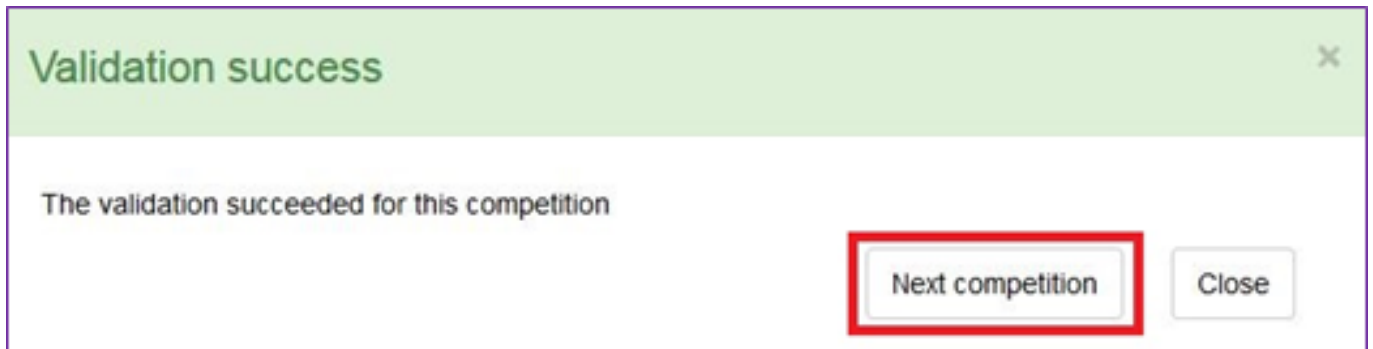 Validation success
×
The validation succeeded for this competition
Next competition
Close